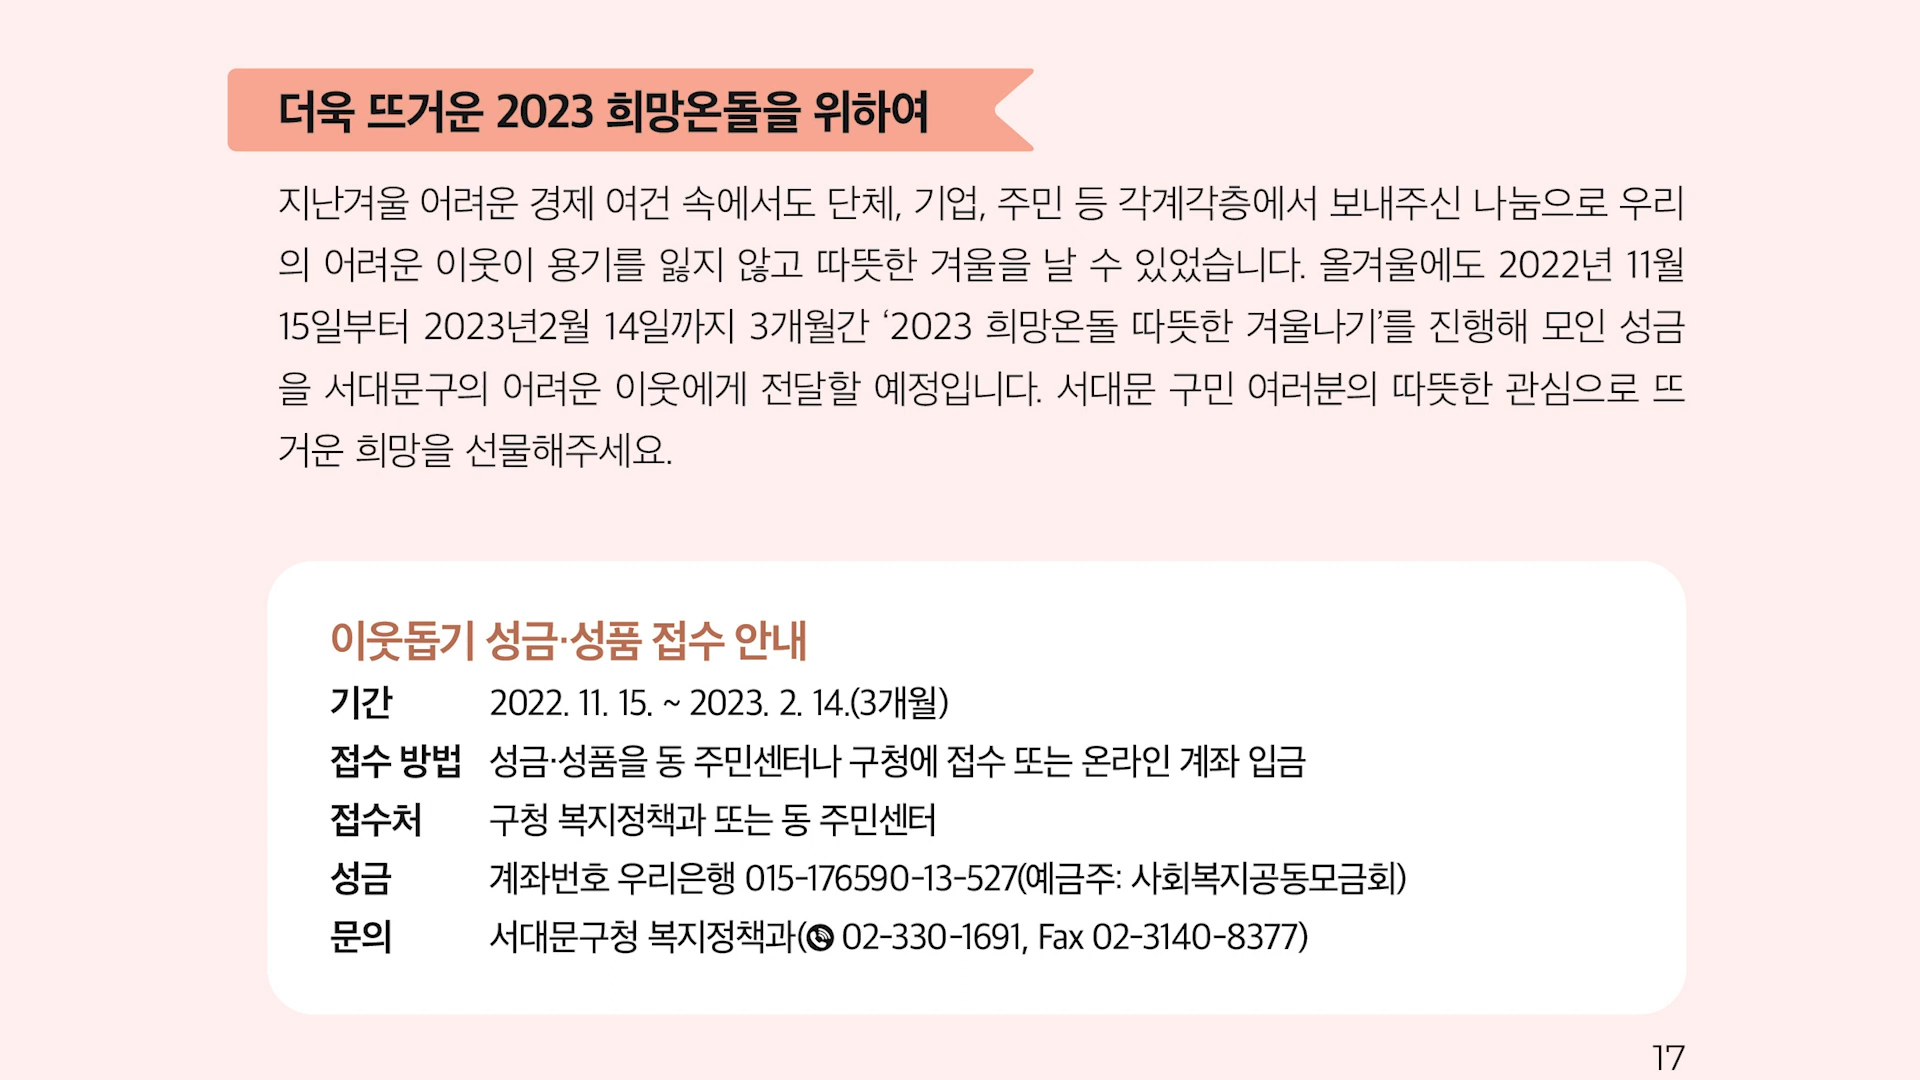 더욱 뜨거운 2023 희망온돌을 위하여
지난겨울 어려운 경제 여건 속에서도 단체, 기업, 주민 등 각계각층에서 보내주신 나눔으로 우리
의 어려운 이웃이 용기를 잃지 않고 따뜻한 겨울을 날 수 있었습니다. 올겨울에도 2022년 11월
15일부터 2023년2월 14일까지 3개월간 ‘2023 희망온돌 따뜻한 겨울나기’를 진행해 모인 성금
을 서대문구의 어려운 이웃에게 전달할 예정입니다. 서대문 구민 여러분의 따뜻한 관심으로 뜨
거운 희망을 선물해주세요.
이웃돕기 성금·성품 접수 안내
기간 2022. 11. 15. ~ 2023. 2. 14.(3개월)
접수 방법 성금·성품을 동 주민센터나 구청에 접수 또는 온라인 계좌 입금
접수처 구청 복지정책과 또는 동 주민센터
성금 계좌번호 우리은행 015-176590-13-527(예금주: 사회복지공동모금회)
문의 서대문구청 복지정책과( 02-330-1691, Fax 02-3140-8377)
17